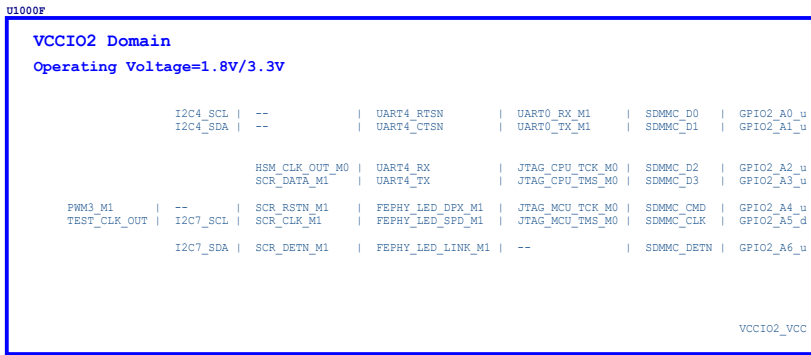 U1000F
VCCIO2 Domain
Operating Voltage=1.8V/3.3V
I2C4_SCL | -- | UART4_RTSN | UART0_RX_M1 | SDMMC_D0 | GPIO2_A0_u
I2C4_SDA | -- | UART4_CTSN | UART0_TX_M1 | SDMMC_D1 | GPIO2_A1_u
HSM_CLK_OUT_M0 | UART4_RX | JTAG_CPU_TCK_M0 | SDMMC_D2 | GPIO2_A2_u
SCR_DATA_M1 | UART4_TX | JTAG_CPU_TMS_M0 | SDMMC_D3 | GPIO2_A3_u
PWM3_M1 | -- | SCR_RSTN_M1 | FEPHY_LED_DPX_M1 | JTAG_MCU_TCK_M0 | SDMMC_CMD | GPIO2_A4_u
TEST_CLK_OUT | I2C7_SCL | SCR_CLK_M1 | FEPHY_LED_SPD_M1 | JTAG_MCU_TMS_M0 | SDMMC_CLK | GPIO2_A5_d
I2C7_SDA | SCR_DETN_M1 | FEPHY_LED_LINK_M1 | -- | SDMMC_DETN | GPIO2_A6_u
VCCIO2_VCC